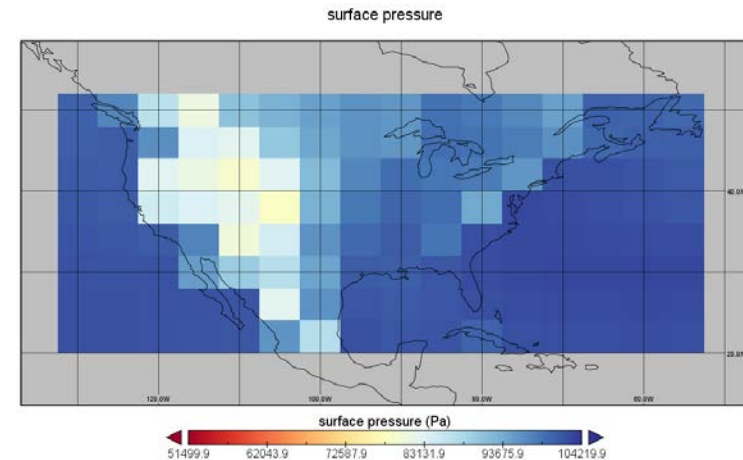 surface pressure
40.0N
20.0N
120.0W 100.0W 80.0W 60.0W
surface pressure (Pa)
51499.9 62043.9 72587.9 83131.9 93675.9 104219.9